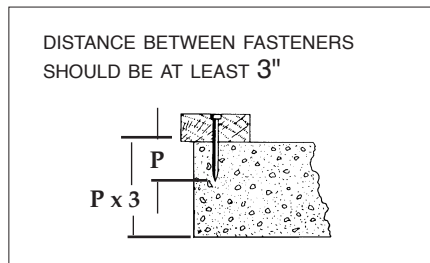 DISTANCE BETWEEN FASTENERS
SHOULD BE AT LEAST 3"
P
P x 3